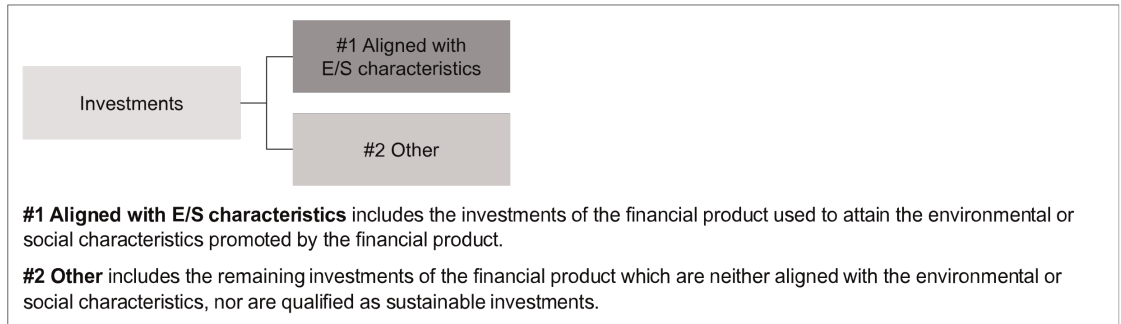 #1 Aligned with
E/S characteristics
Investments
#2 Other
#1 Aligned with E/S characteristics includes the investments of the financial product used to attain the environmental or
social characteristics promoted by the financial product.
#2 Other includes the remaining investments of the financial product which are neither aligned with the environmental or
social characteristics, nor are qualified as sustainable investments.